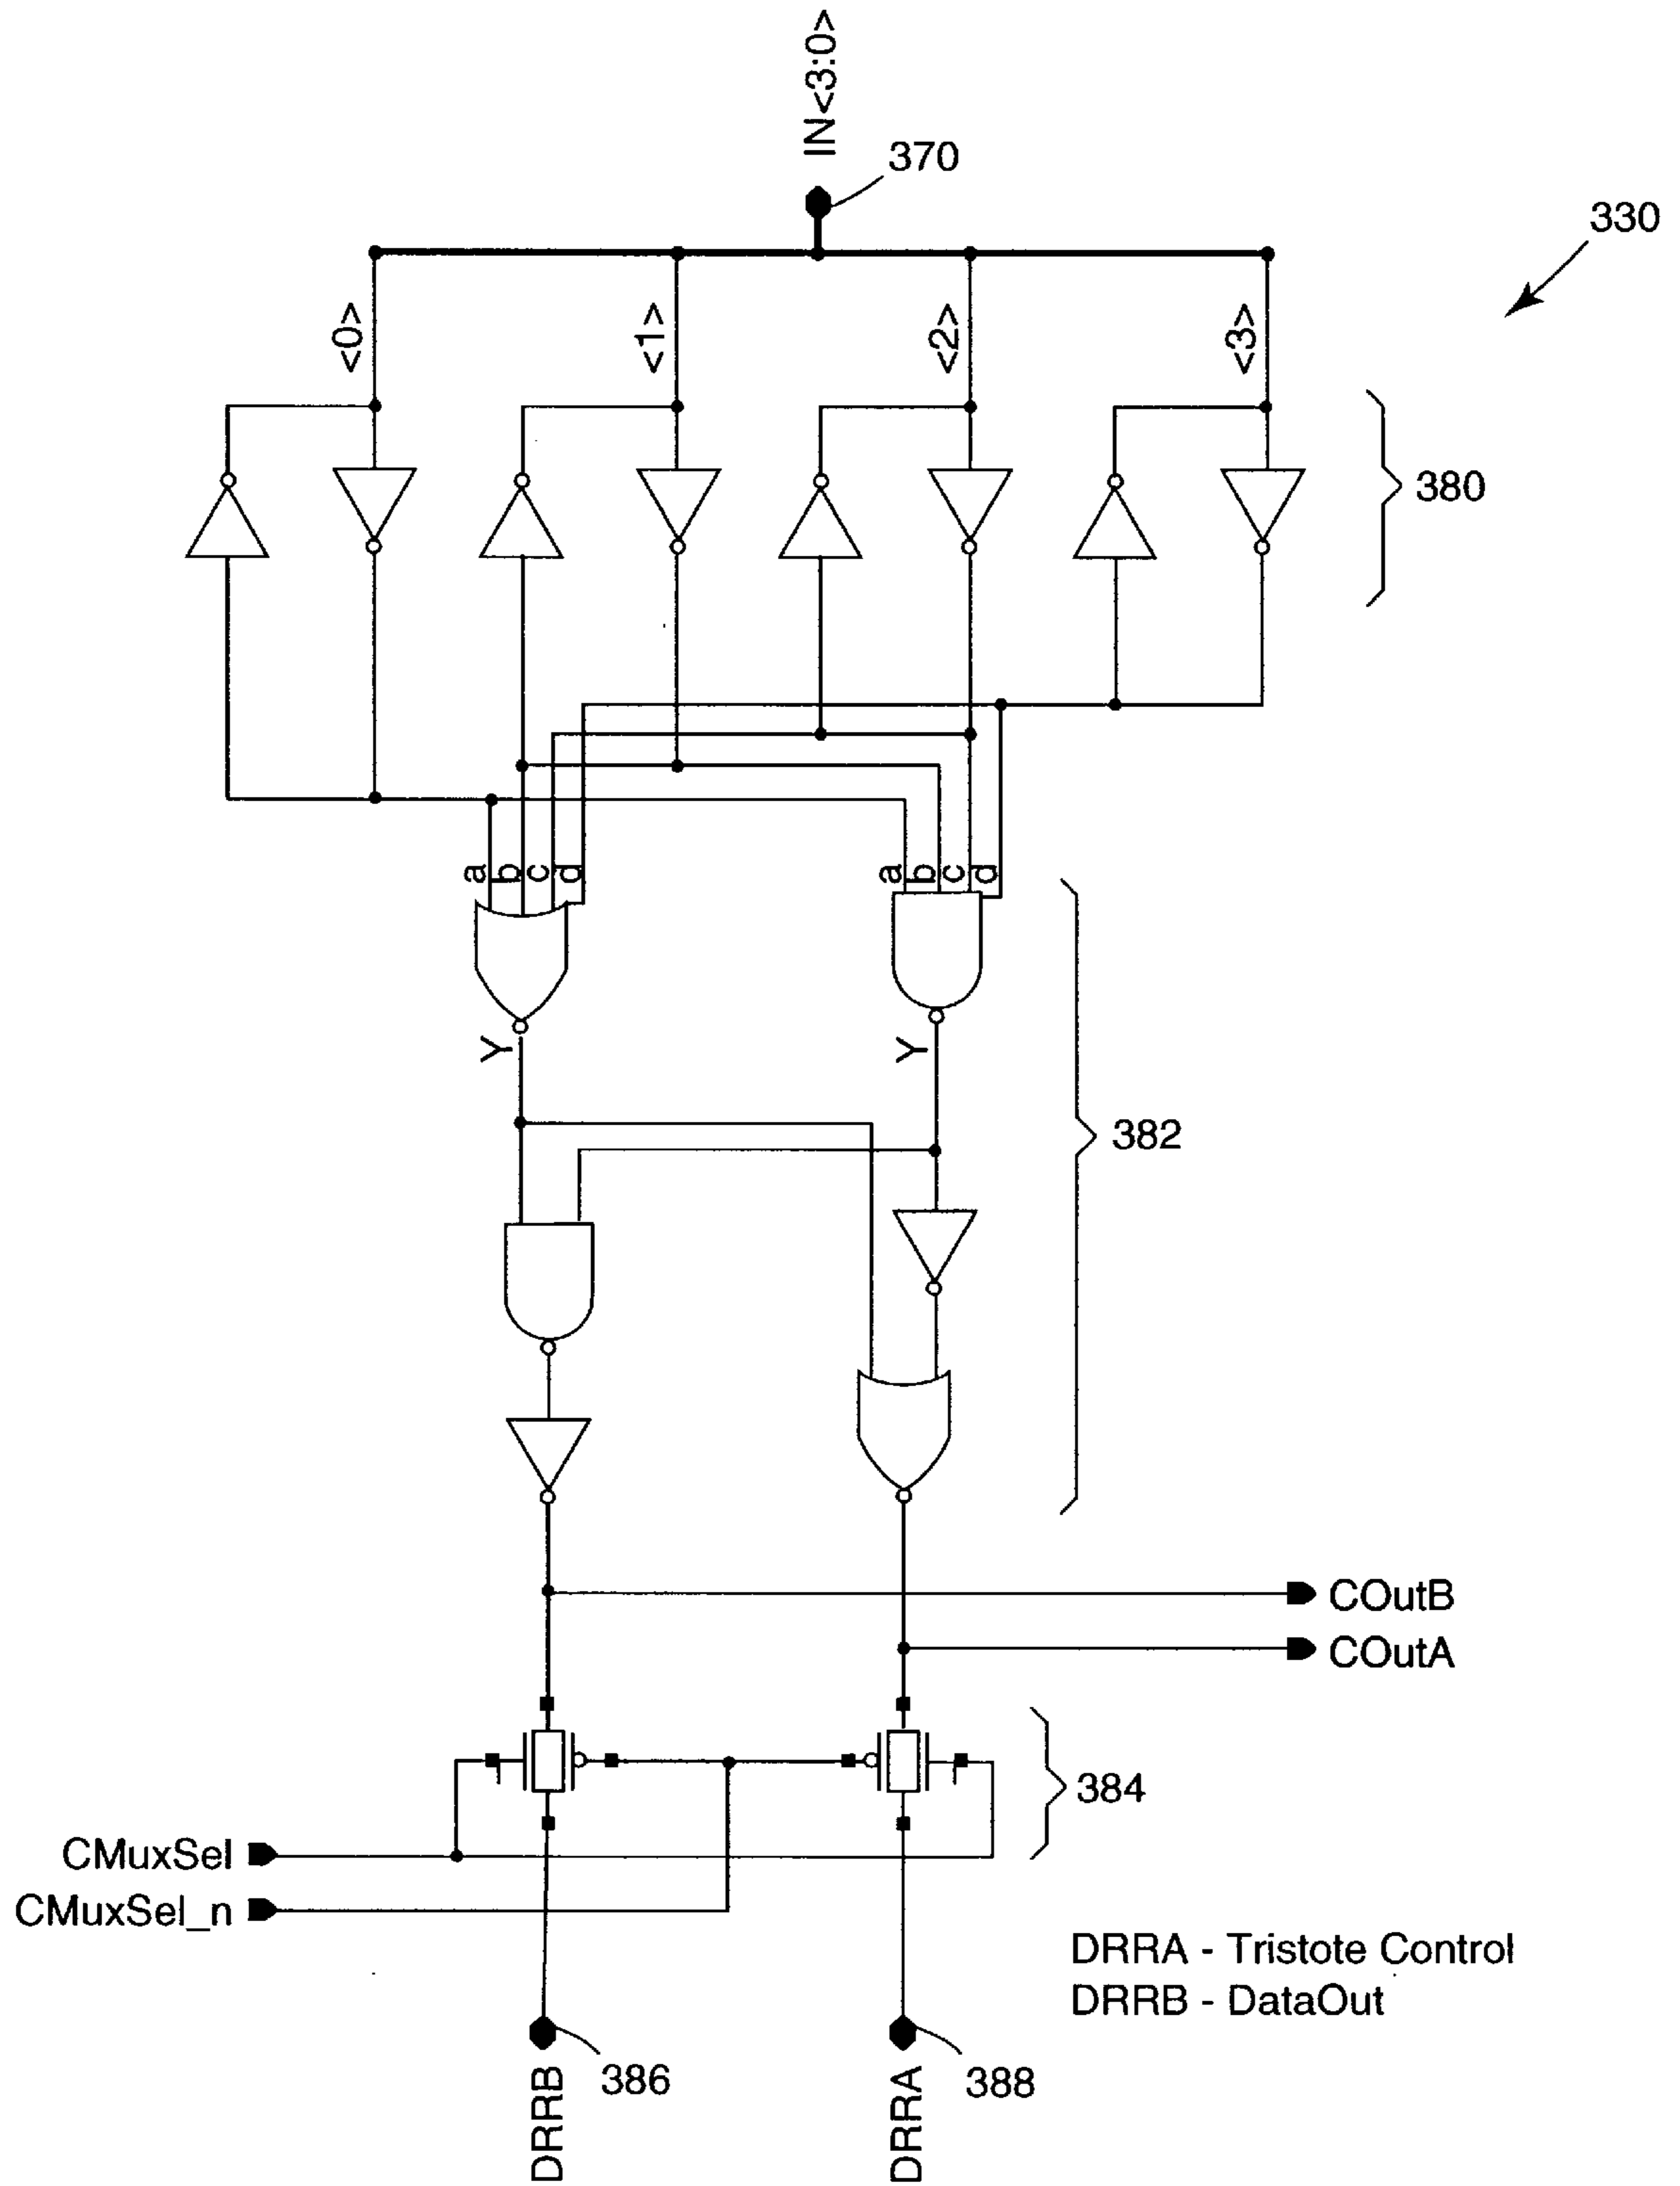 IN<3:0>
370
330
<0>
<1>
<2>
<3>
380
a
b
c
d
a
b
c
d
Y
Y
382
COutB
COutA
384
CMuxSel
CMuxSel_n
DRRA - Tristote Control
DRRB - DataOut
386
388
DRRB
DRRA